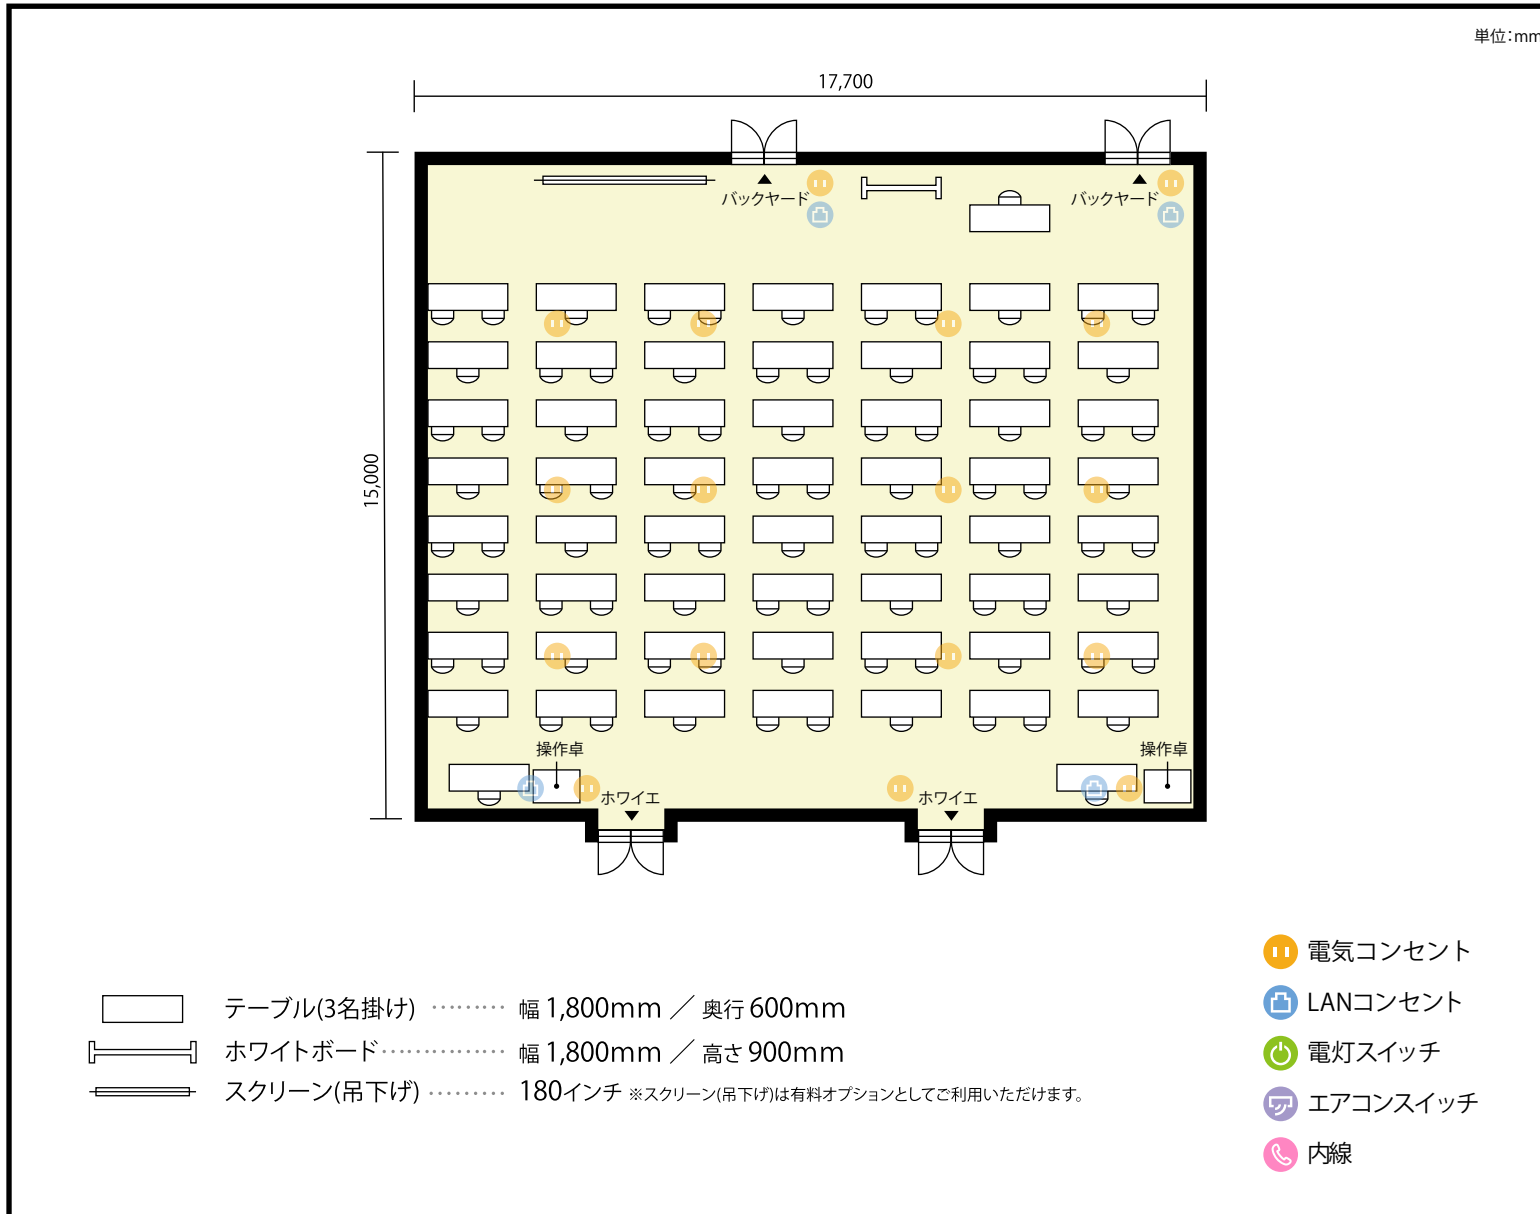 単位：mm
17,700
15,000
バックヤード
バックヤード
操作卓
操作卓
ホワイエ
ホワイエ
テーブル(3名掛け) ········· 幅 1,800mm ／ 奥行 600mm
ホワイトボード ··············· 幅 1,800mm ／ 高さ 900mm
スクリーン(吊下げ) ········· 180インチ ※スクリーン(吊下げ)は有料オプションとしてご利用いただけます。
電気コンセント
LANコンセント
電灯スイッチ
エアコンスイッチ
内線